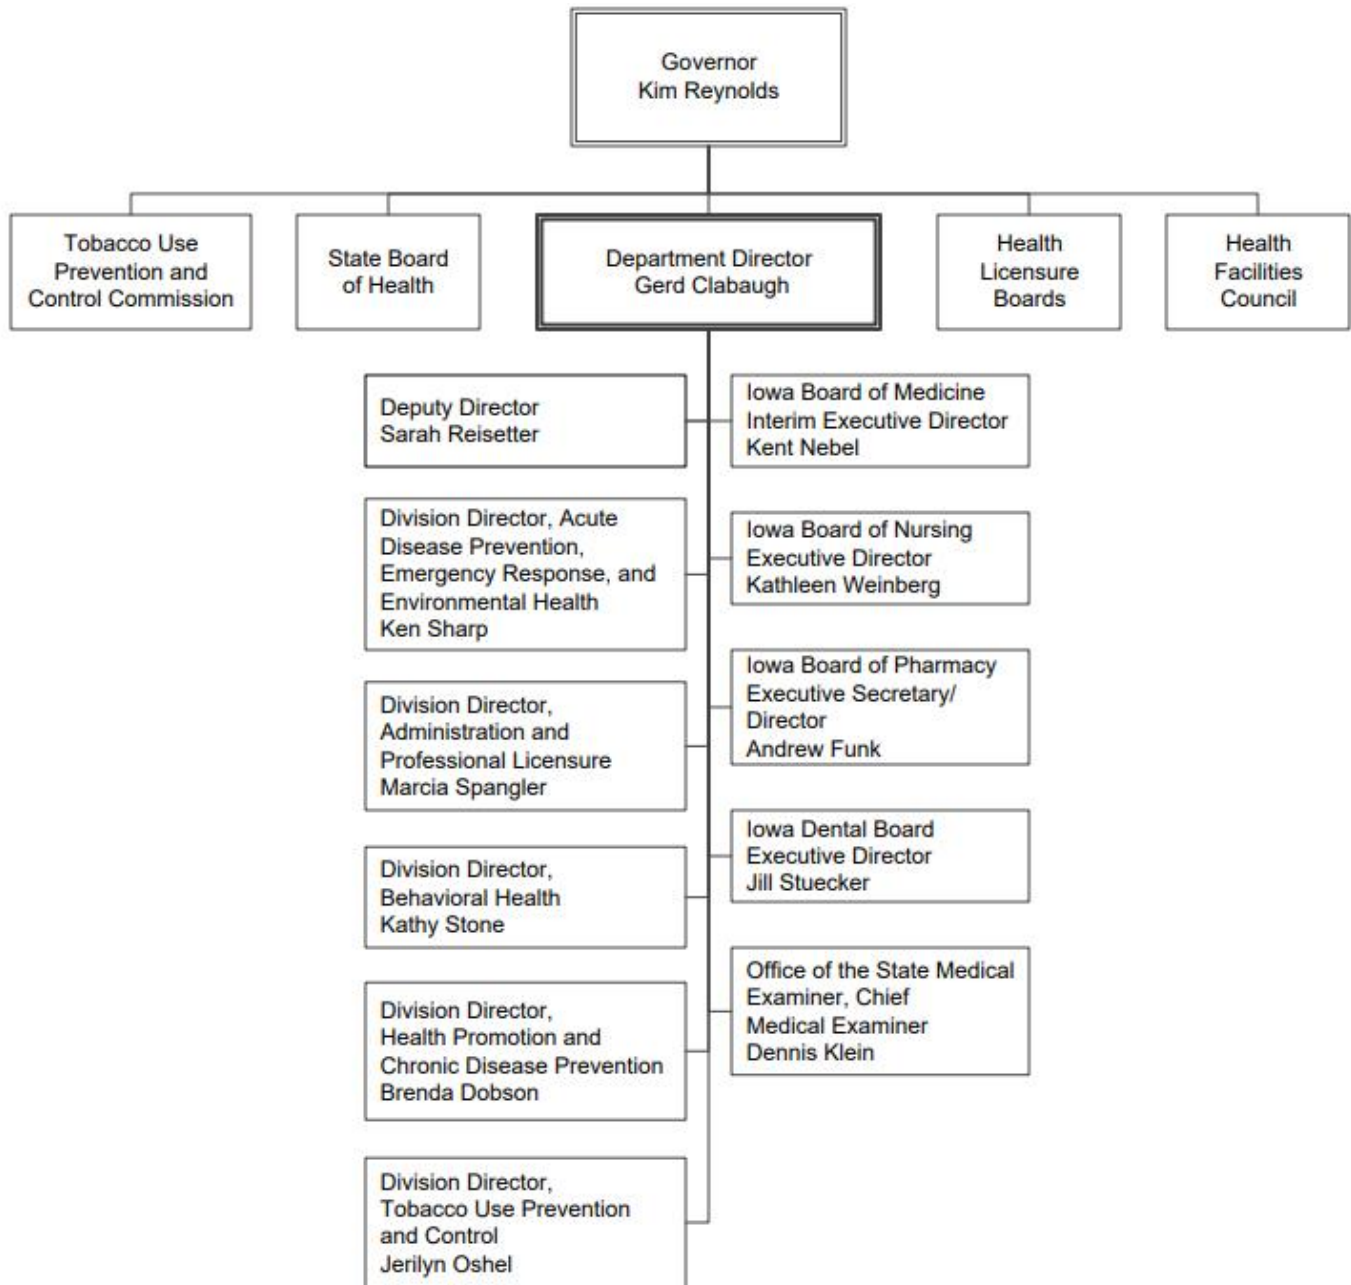 Governor
Kim Reynolds
Tobacco Use
Prevention and
Control Commission
State Board
of Health
Department Director
Gerd Clabaugh
Health
Licensure
Boards
Health
Facilities
Council
Deputy Director
Sarah Reisetter
Iowa Board of Medicine
Interim Executive Director
Kent Nebel
Division Director, Acute
Disease Prevention,
Emergency Response, and
Environmental Health
Ken Sharp
Iowa Board of Nursing
Executive Director
Kathleen Weinberg
Division Director,
Administration and
Professional Licensure
Marcia Spangler
Iowa Board of Pharmacy
Executive Secretary/
Director
Andrew Funk
Division Director,
Behavioral Health
Kathy Stone
Iowa Dental Board
Executive Director
Jill Stuecker
Division Director,
Health Promotion and
Chronic Disease Prevention
Brenda Dobson
Office of the State Medical
Examiner, Chief
Medical Examiner
Dennis Klein
Division Director,
Tobacco Use Prevention
and Control
Jerilyn Oshel